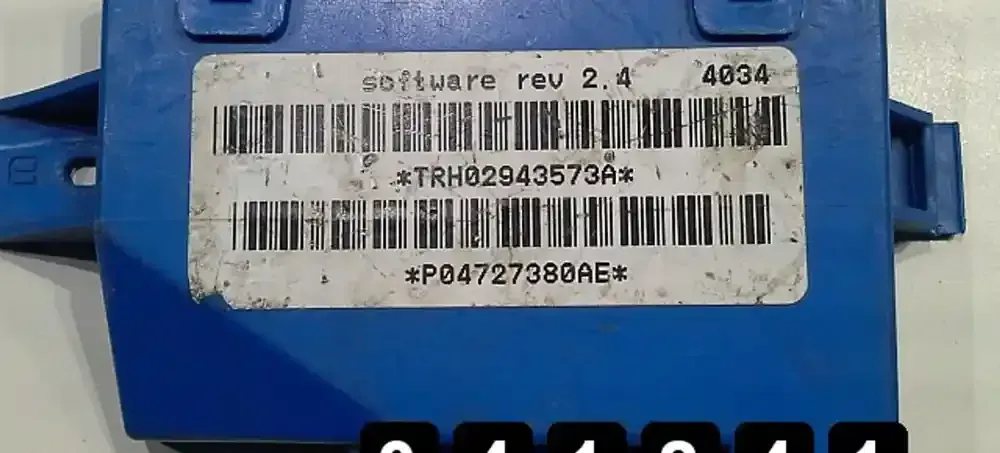 software rev 2.4 4034
*TRH02943573A*
*P04727380AE*